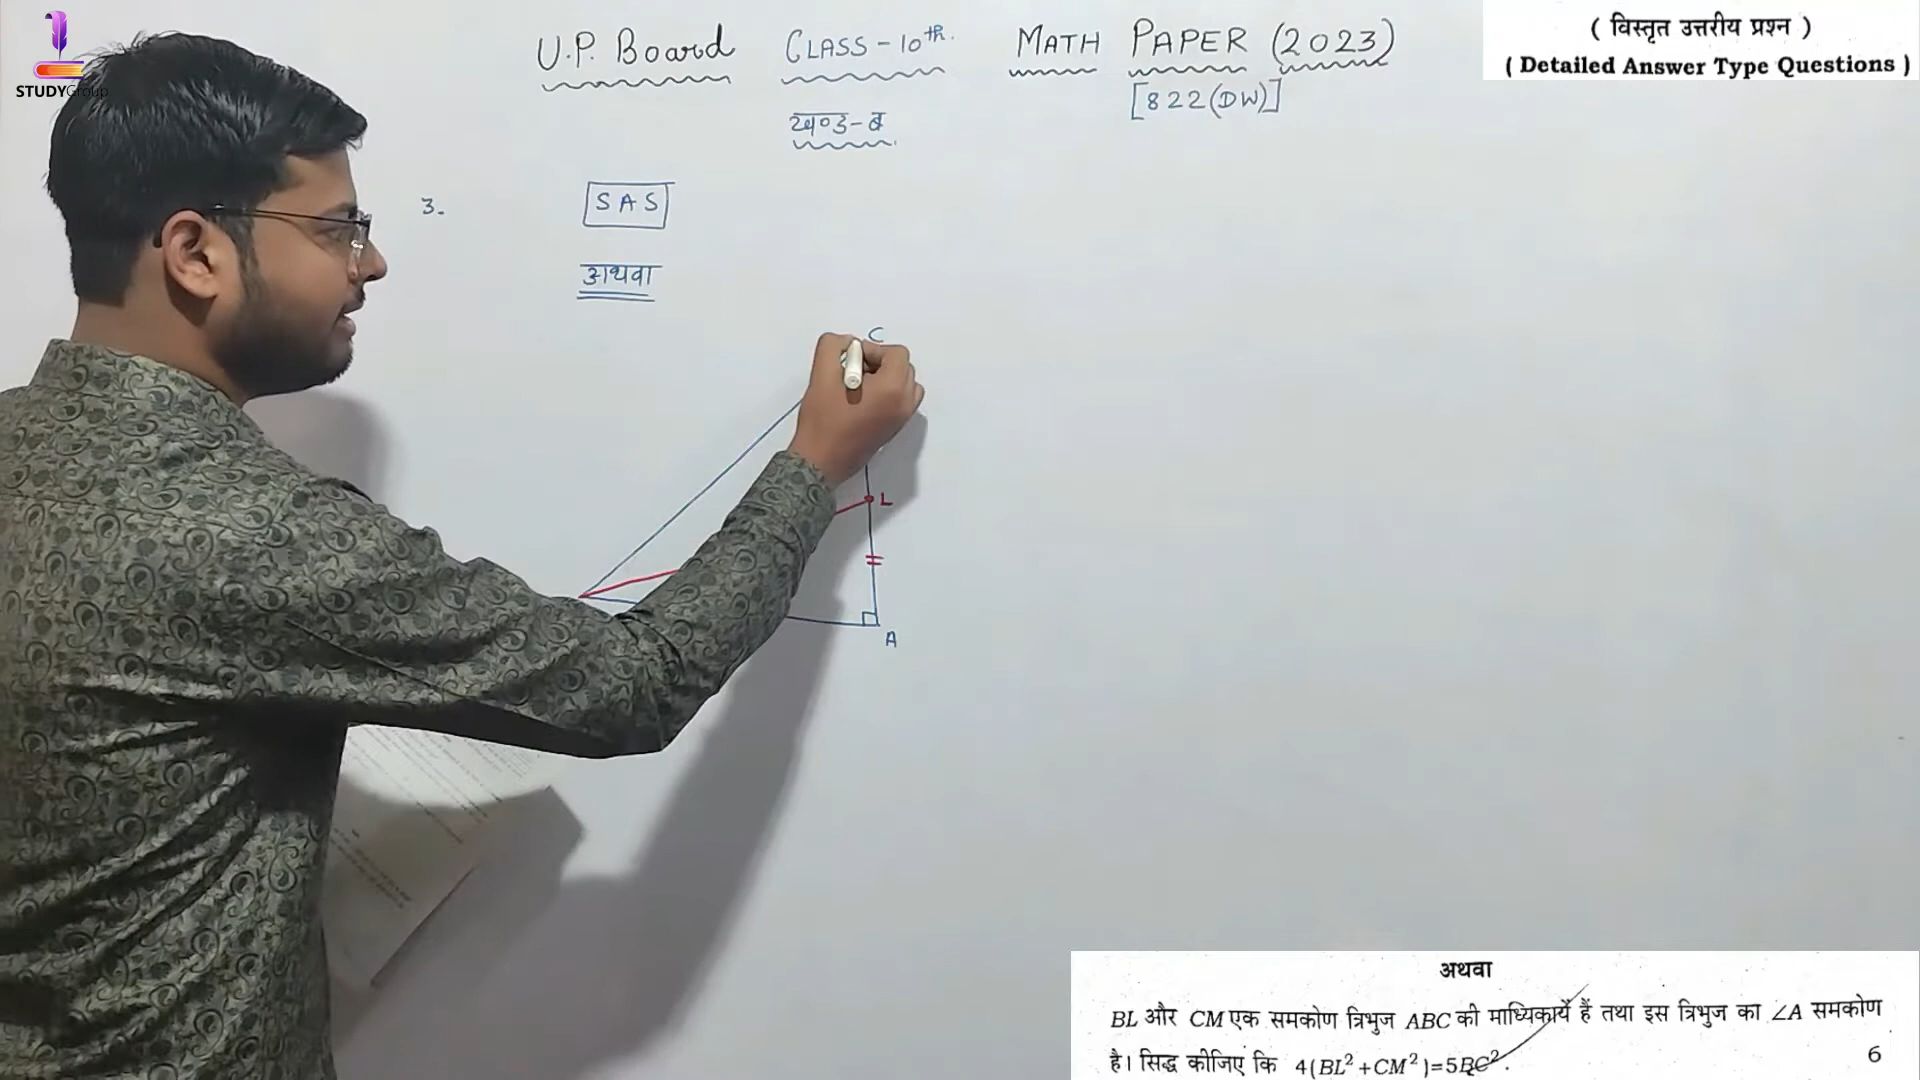 STUDYGroup
U.P. Board CLASS-10th. MATH PAPER (2023)
[822(DW)]
खण्ड-ब
( विस्तृत उत्तरीय प्रश्न )
( Detailed Answer Type Questions )
3.
SAS
अथवा
C
L
A
अथवा
BL और CM एक समकोण त्रिभुज ABC की माध्यिकायें हैं तथा इस त्रिभुज का ∠A समकोण
है। सिद्ध कीजिए कि 4(BL²+CM²)=5BC². 6